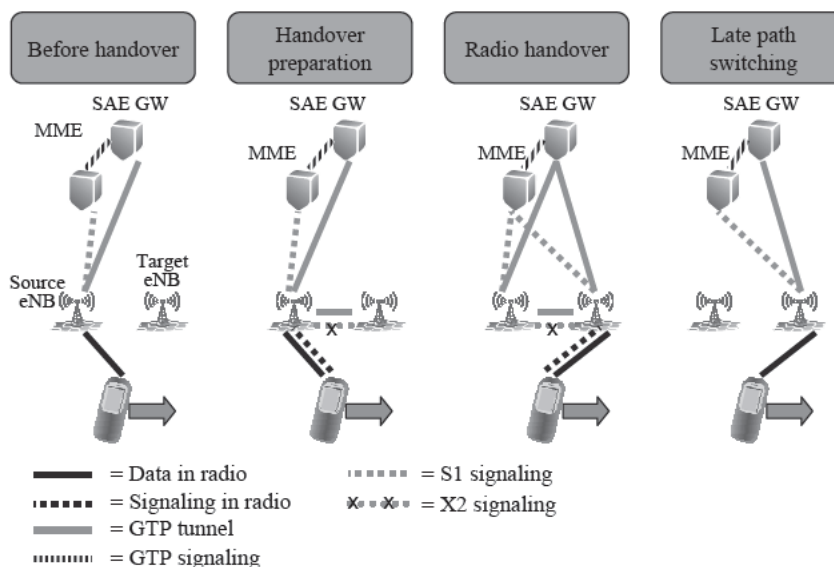 Before handover
Handover
preparation
Radio handover
Late path
switching
SAE GW
SAE GW
SAE GW
SAE GW
MME
MME
MME
MME
Source
eNB
Target
eNB
X
X
= Data in radio
= Signaling in radio
= GTP tunnel
= GTP signaling
= S1 signaling
X X = X2 signaling